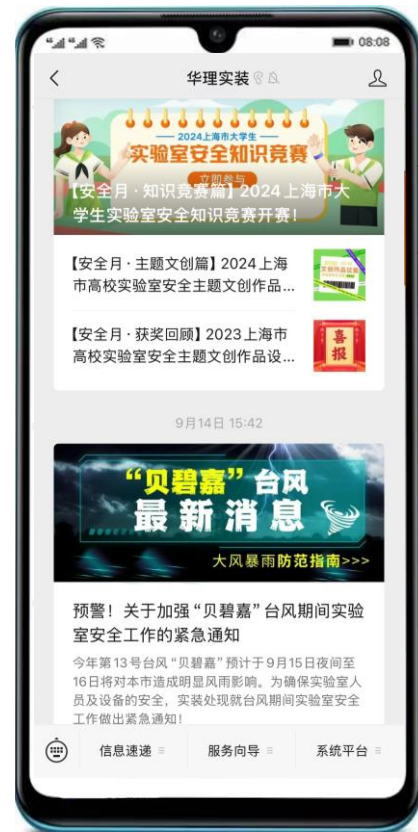 4G 4G 08:08
华理实装
2024上海市大学生
实验室安全知识竞赛
立即参与
【安全月·知识竞赛篇】2024上海市大
学生实验室安全知识竞赛开赛!
【安全月·主题文创篇】2024上海
市高校实验室安全主题文创作品...
【安全月·获奖回顾】2023上海市
高校实验室安全主题文创作品设...
喜报
9月14日 15:42
“贝碧嘉”台风
最新消息
大风暴雨防范指南>>>
预警!关于加强“贝碧嘉”台风期间实验
室安全工作的紧急通知
今年第13号台风“贝碧嘉”预计于9月15日夜间至
16日将对本市造成明显风雨影响。为确保实验室人
员及设备的安全,实装处现就台风期间实验室安全
工作做出紧急通知!
信息速递 服务向导 系统平台